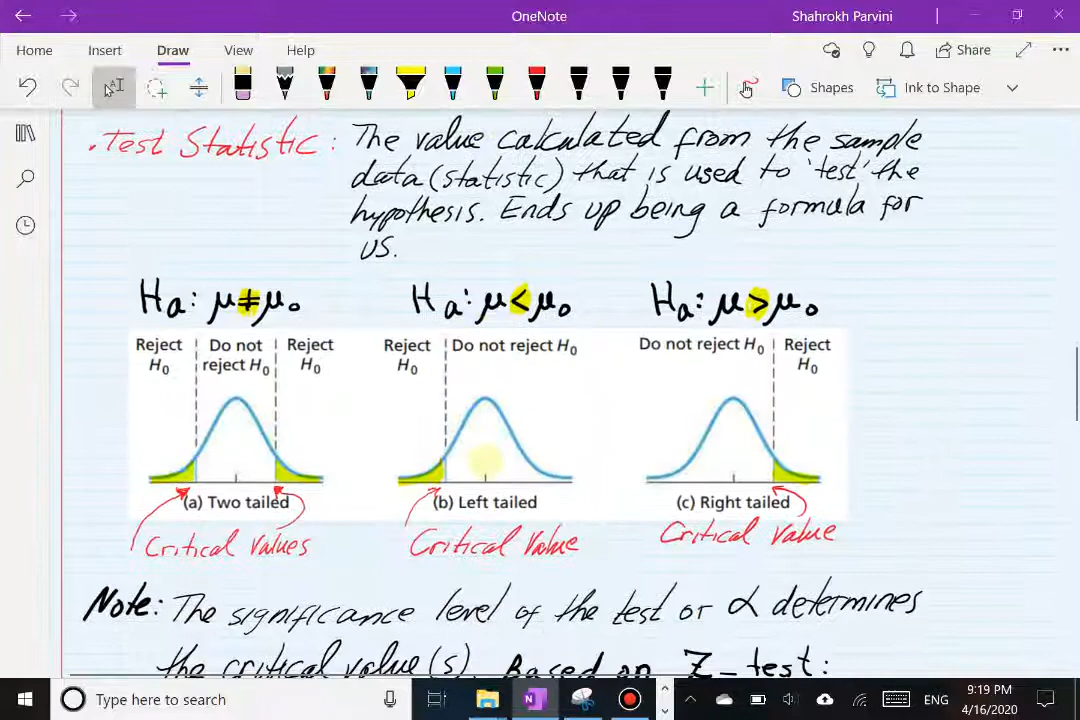 OneNote
Shahrokh Parvini
Home Insert Draw View Help
Share
Shapes
Ink to Shape
. Test Statistic : The value calculated from the sample
data (statistic) that is used to 'test' the
hypothesis. Ends up being a formula for
us.
Ha: μ≠μo Ha: μ<μo Ha: μ>μo
Reject Do not Reject Reject Do not reject H0 Do not reject H0 Reject
H0 reject H0 H0 H0 H0
(a) Two tailed (b) Left tailed (c) Right tailed
Critical Values Critical Value Critical Value
Note: The significance level of the test or α determines
the critical value(s). Based on Z-test:
Type here to search
ENG
9:19 PM
4/16/2020